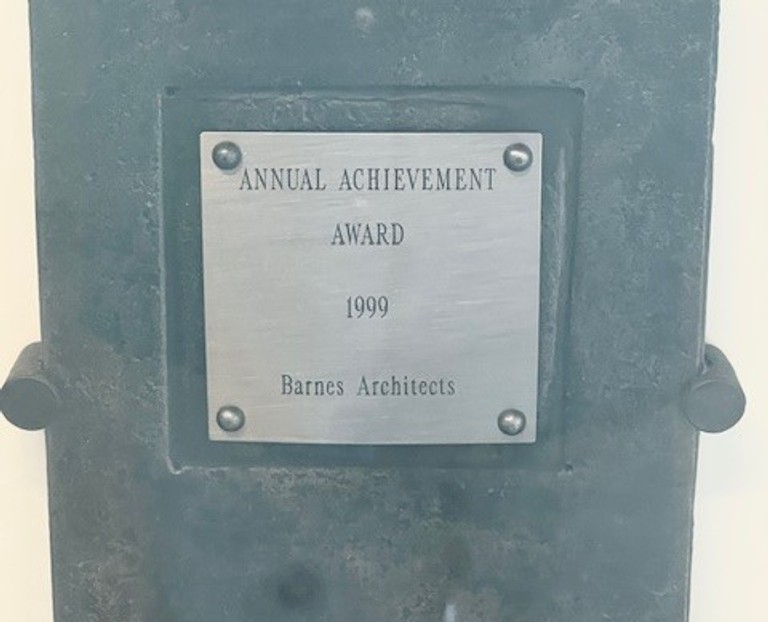 ANNUAL ACHIEVEMENT
AWARD
1999
Barnes Architects